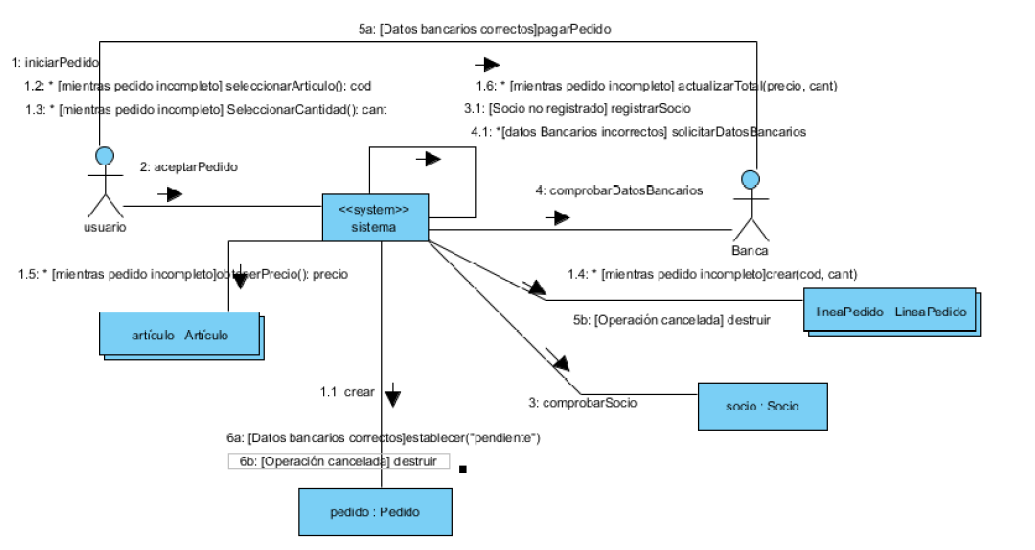 5a: [Datos bancarios correctos]pagarPedido
1: iniciarPedido
1.2: * [mientras pedido incompleto] seleccionarArticulo(): cod
1.3: * [mientras pedido incompleto] SeleccionarCantidad(): cant
1.6: * [mientras pedido incompleto] actualizarTotal(precio, cant)
3.1: [Socio no registrado] registrarSocio
4.1: *[datos Bancarios incorrectos] solicitarDatosBancarios
2: aceptarPedido
4: comprobarDatosBancarios
<<system>>
sistema
usuario
Banca
1.5: * [mientras pedido incompleto]obtenerPrecio(): precio
1.4: * [mientras pedido incompleto]crear(cod, cant)
lineaPedido : LineaPedido
5b: [Operación cancelada] destruir
artículo : Artículo
1.1 crear
3: comprobarSocio
socio : Socio
6a: [Datos bancarios correctos]establecer("pendiente")
6b: [Operación cancelada] destruir
pedido : Pedido